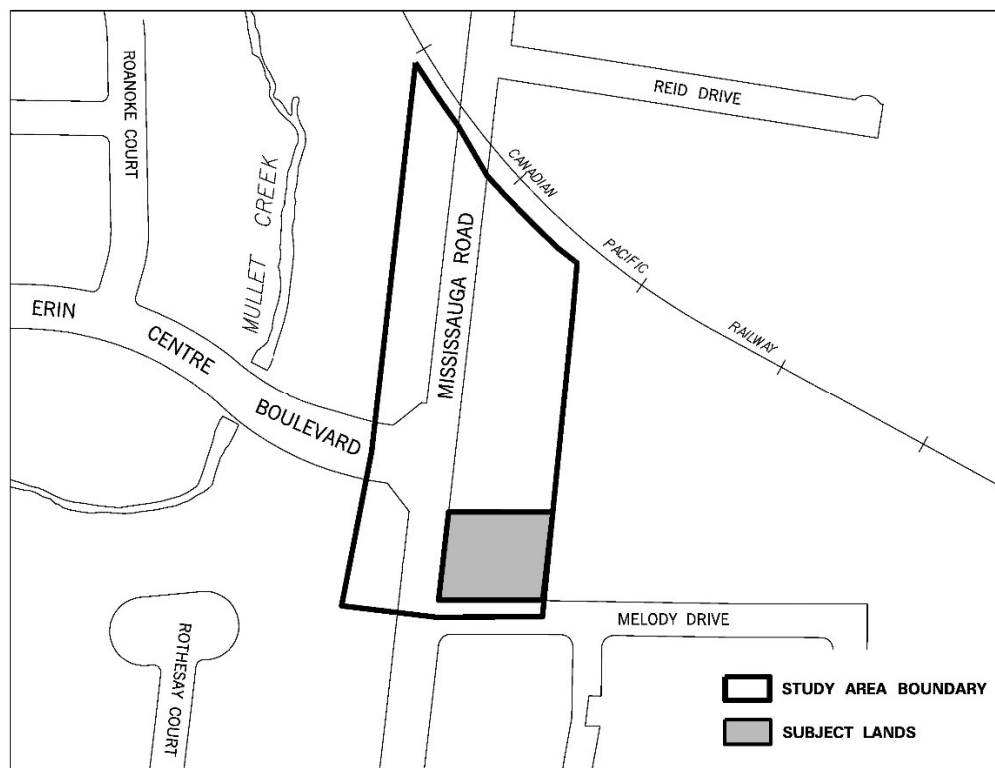 ROANOKE COURT
REID DRIVE
MULLET CREEK
CANADIAN
PACIFIC
RAILWAY
MISSISSAUGA ROAD
ERIN
CENTRE
BOULEVARD
MELODY DRIVE
ROTHESAY COURT
STUDY AREA BOUNDARY
SUBJECT LANDS